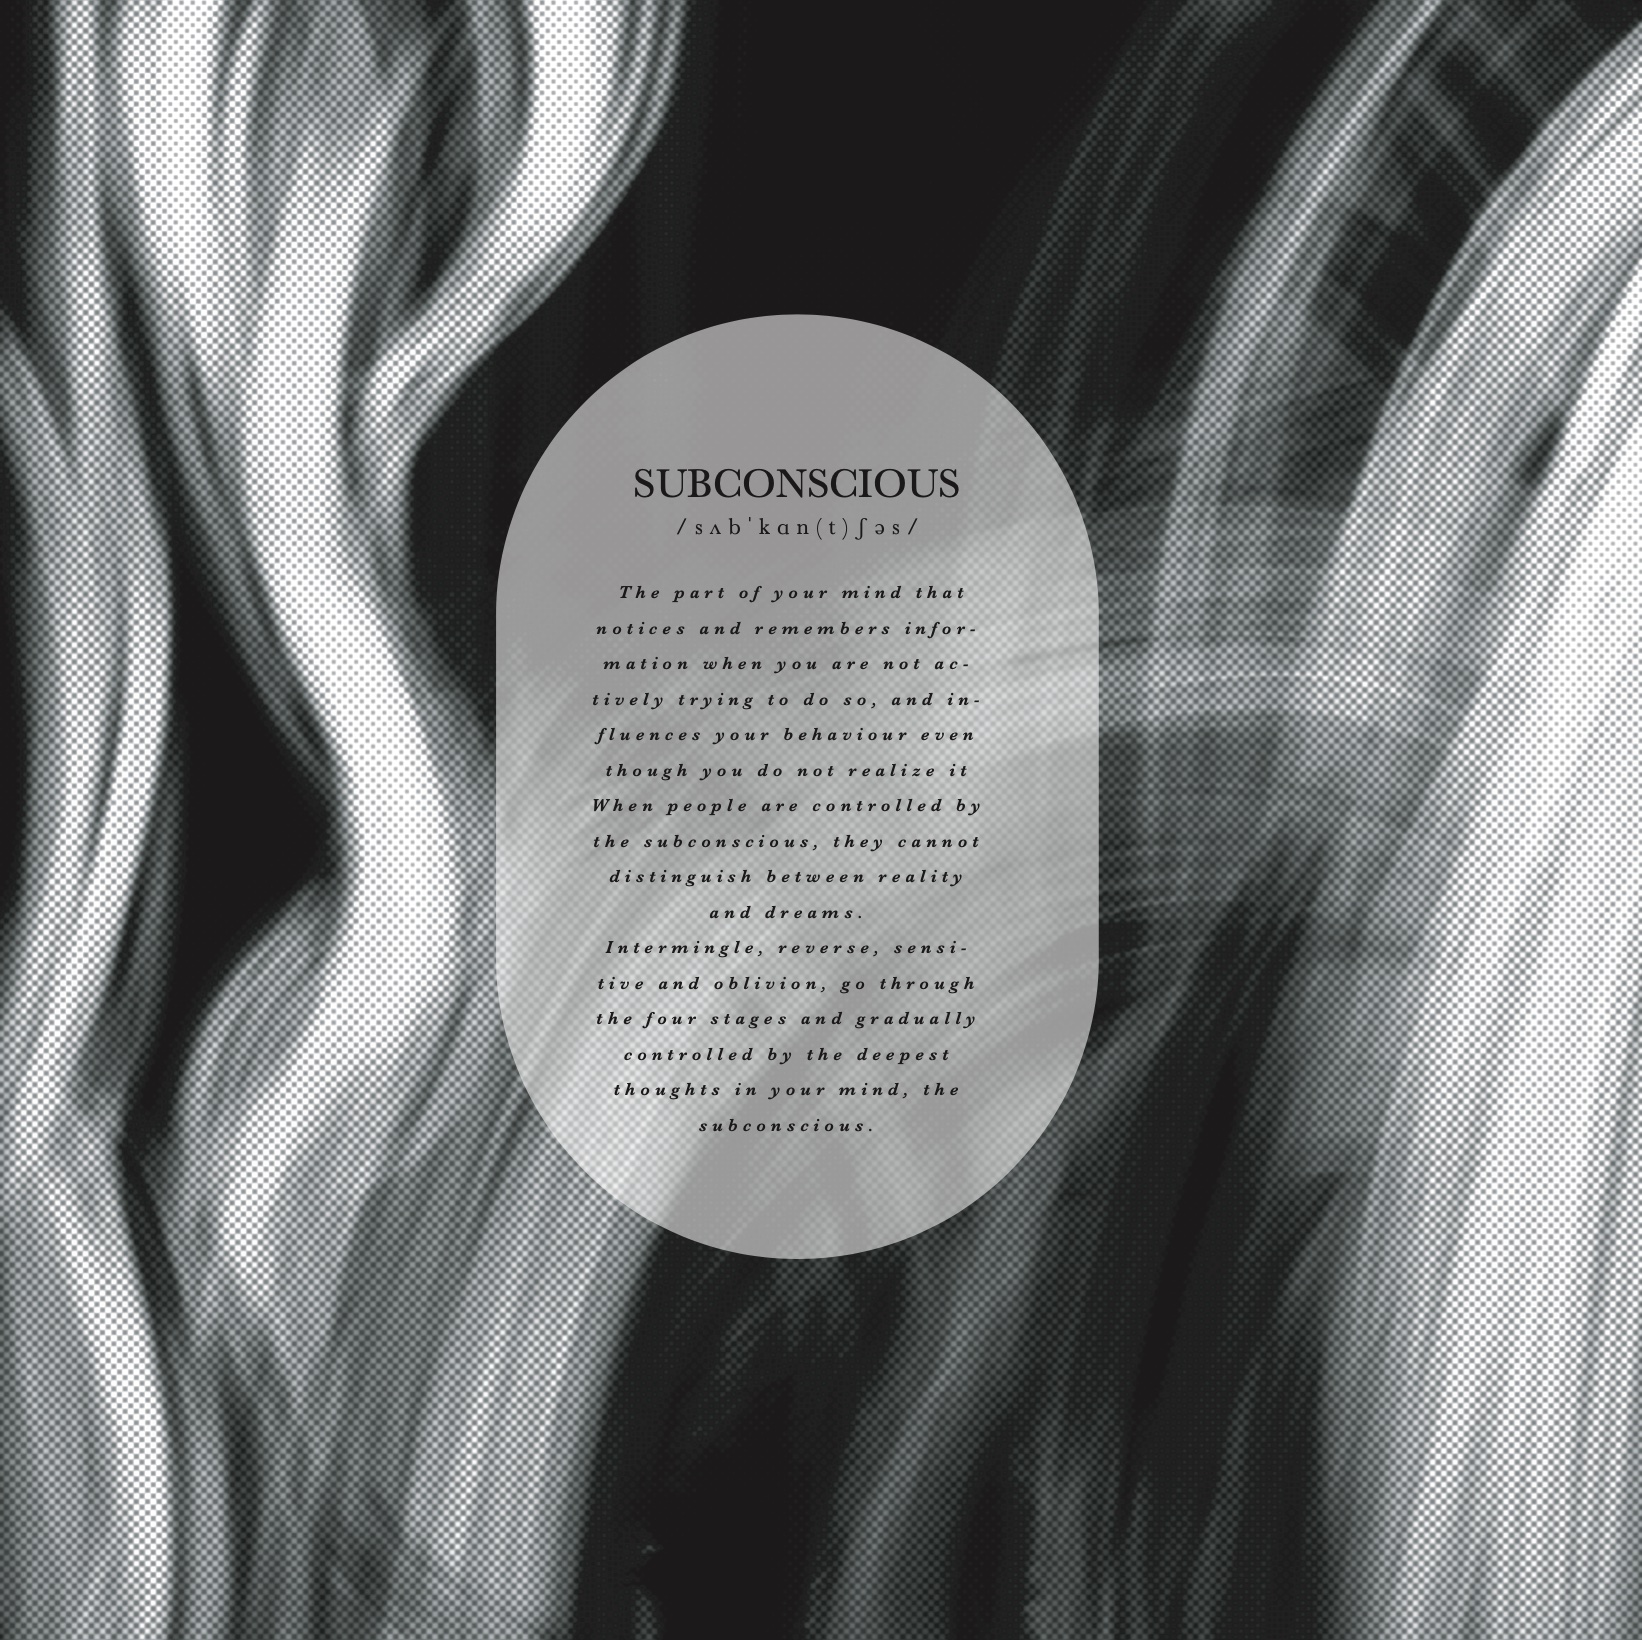 SUBCONSCIOUS
/sʌbˈkɑn(t)ʃəs/
The part of your mind that
notices and remembers infor-
mation when you are not ac-
tively trying to do so, and in-
fluences your behaviour even
though you do not realize it
When people are controlled by
the subconscious, they cannot
distinguish between reality
and dreams.
Intermingle, reverse, sensi-
tive and oblivion, go through
the four stages and gradually
controlled by the deepest
thoughts in your mind, the
subconscious.